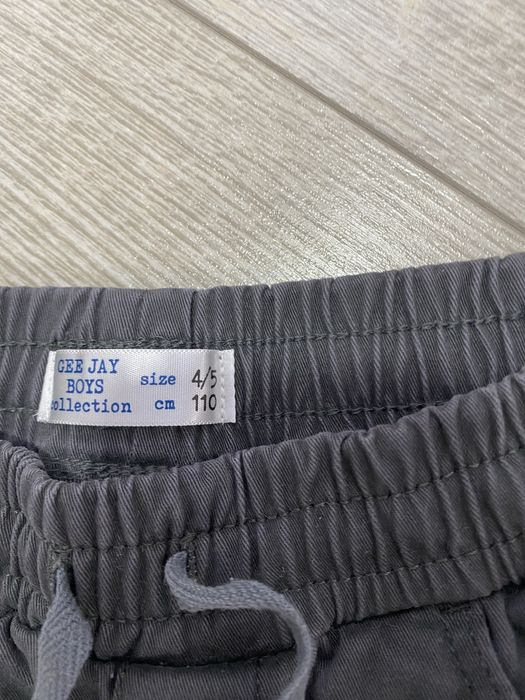 GEE JAY
BOYS
collection
size 4/5
cm 110